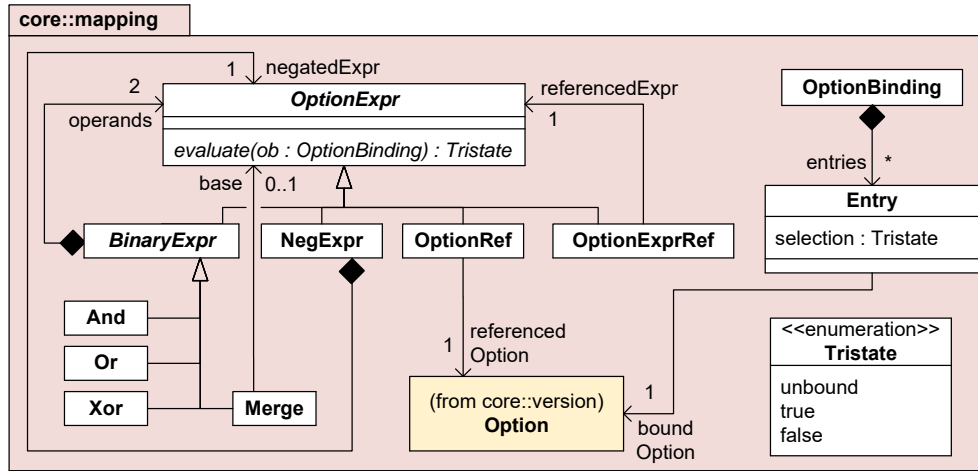 core::mapping
1 negatedExpr
2
operands
OptionExpr
evaluate(ob : OptionBinding) : Tristate
referencedExpr
1
OptionBinding
entries *
base 0..1
Entry
selection : Tristate
BinaryExpr
NegExpr
OptionRef
OptionExprRef
And
Or
Xor
Merge
1 referenced
Option
(from core::version)
Option
1
bound
Option
<<enumeration>>
Tristate
unbound
true
false